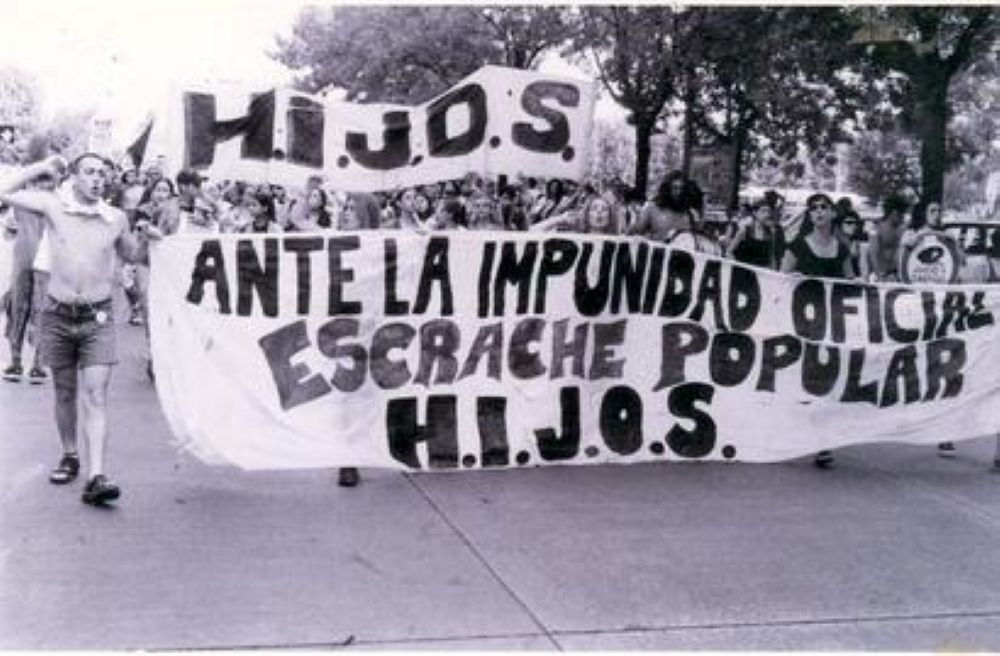 H.I.J.O.S.
ANTE LA IMPUNIDAD OFICIAL
ESCRACHE POPULAR
H.I.J.O.S.